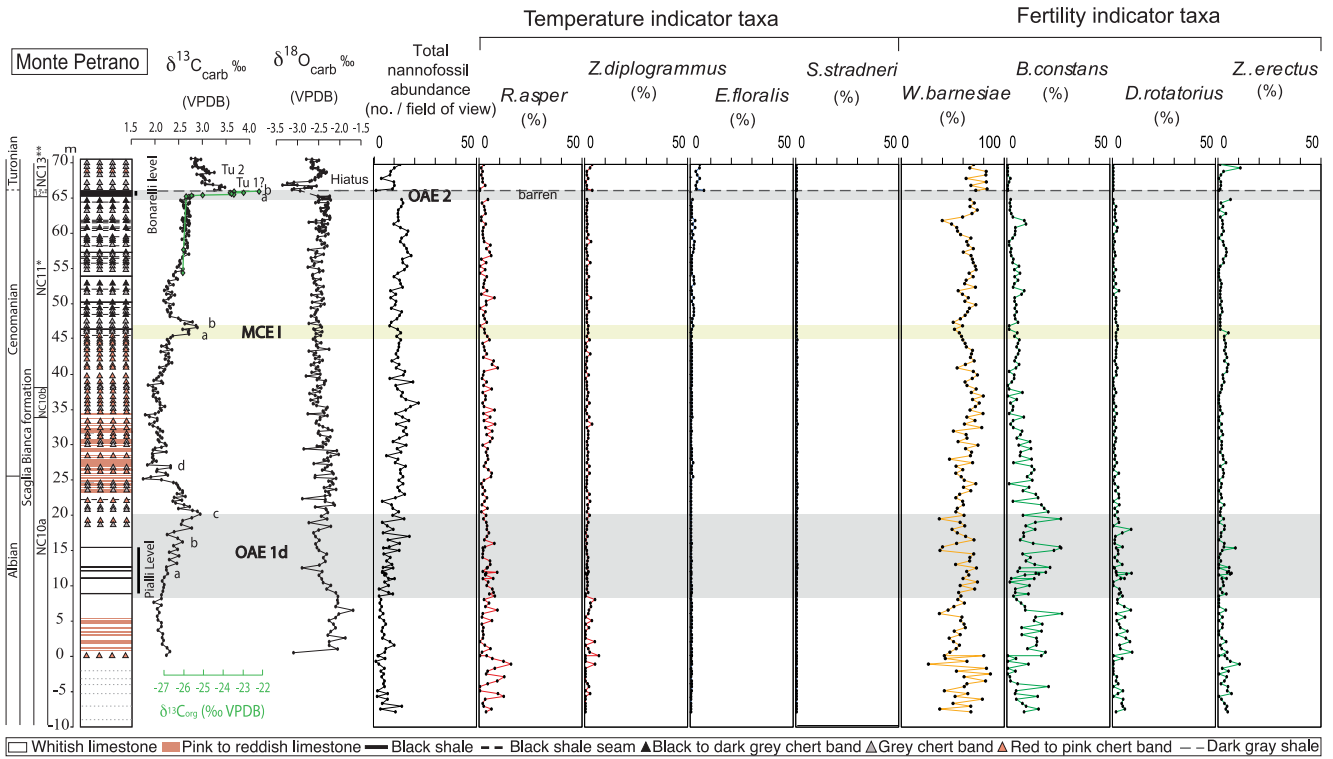 Temperature indicator taxa
Fertility indicator taxa
Monte Petrano
δ13Ccarb ‰
(VPDB)
δ18Ocarb ‰
(VPDB)
Total
nannofossil
abundance
(no. / field of view)
R.asper
(%)
Z.diplogrammus
(%)
E.floralis
(%)
S.stradneri
(%)
W.barnesiae
(%)
B.constans
(%)
D.rotatorius
(%)
Z..erectus
(%)
1.5 2.0 2.5 3.0 3.5 4.0 4.2
-3.5 -3.0 -2.5 -2.0 -1.5
0 50 0 50 0 50 0 50 0 50 0 100 0 50 0 50 0 50
m
70
65
60
55
50
45
40
35
30
25
20
15
10
5
0
-5
-10
Turonian
Cenomanian
Albian
Scaglia Bianca formation
NC13**
NC11*
NC10b
NC10a
Bonarelli level
Pialli Level
Tu 2
Tu 1?
b
a
Hiatus
OAE 2
barren
b
a
MCE I
d
c
b
a
OAE 1d
-27 -26 -25 -24 -23 -22
δ13Corg (‰ VPDB)
Whitish limestone Pink to reddish limestone Black shale Black shale seam Black to dark grey chert band Grey chert band Red to pink chert band Dark gray shale